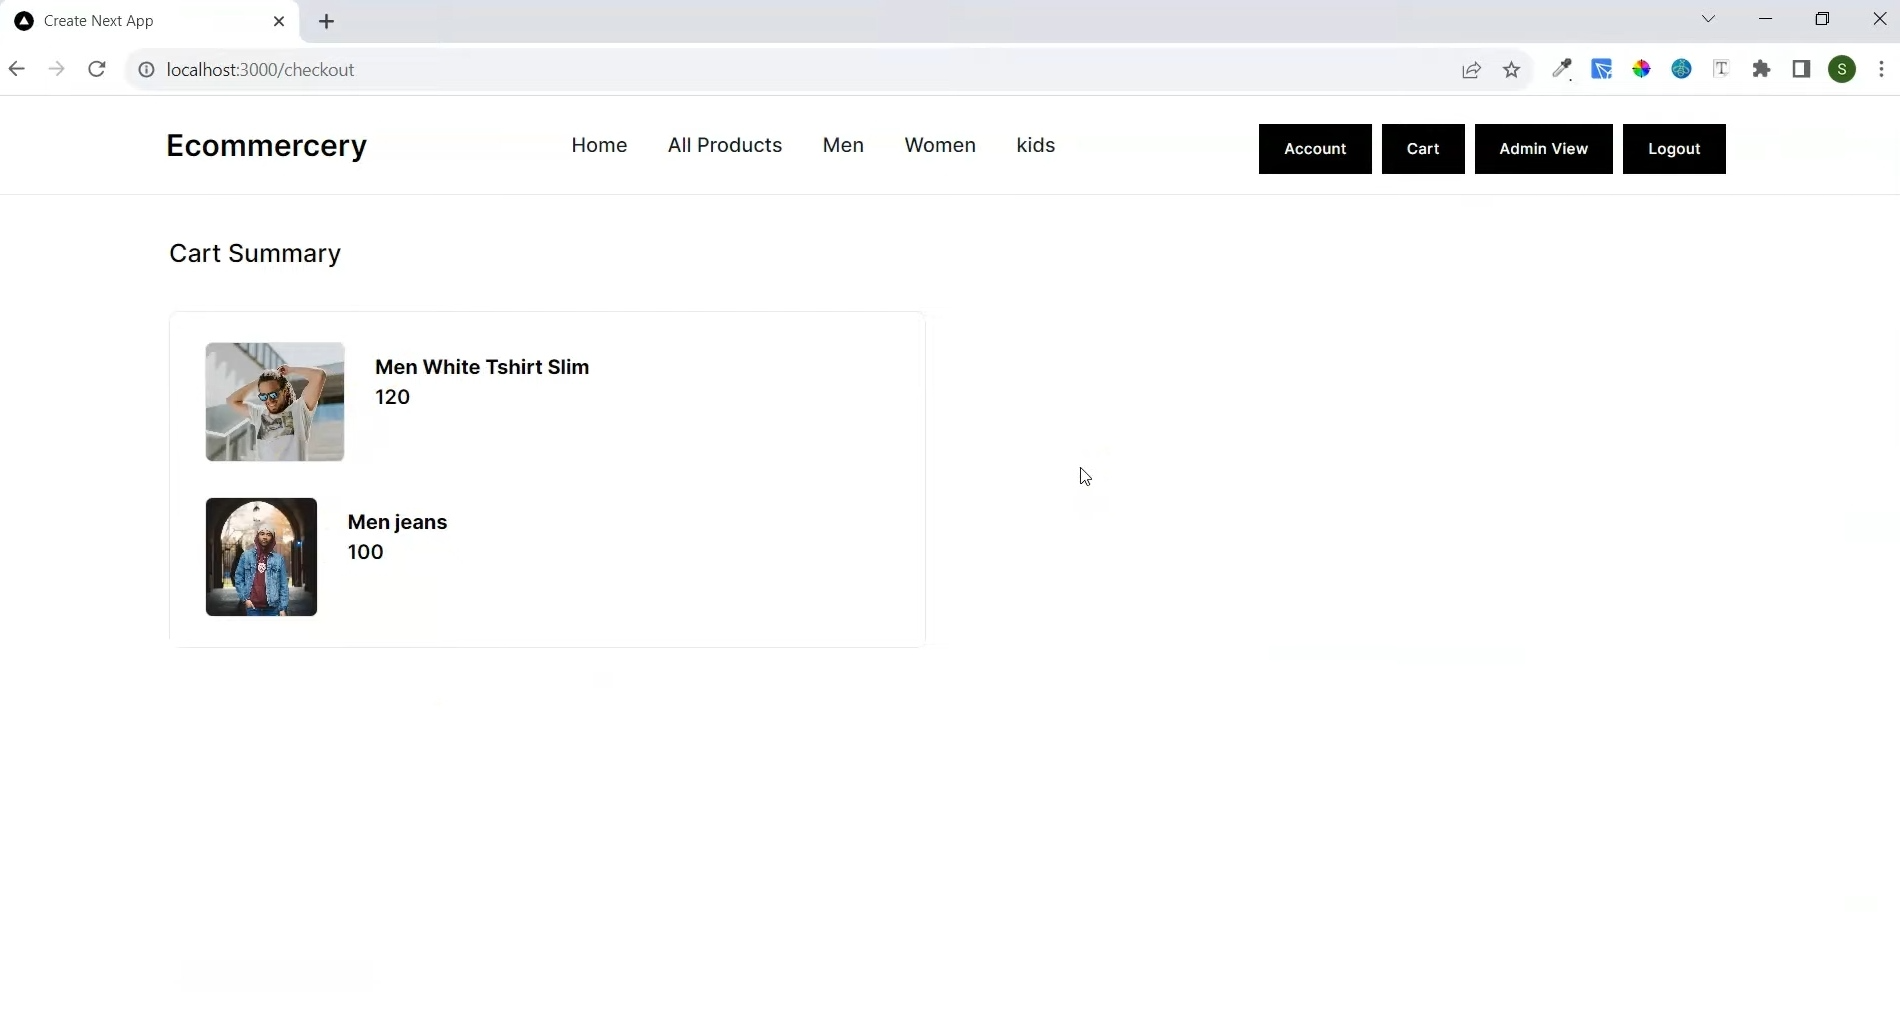 Create Next App
localhost:3000/checkout
S
Ecommercery
Home All Products Men Women kids
Account Cart Admin View Logout
Cart Summary
Men White Tshirt Slim
120
Men jeans
100